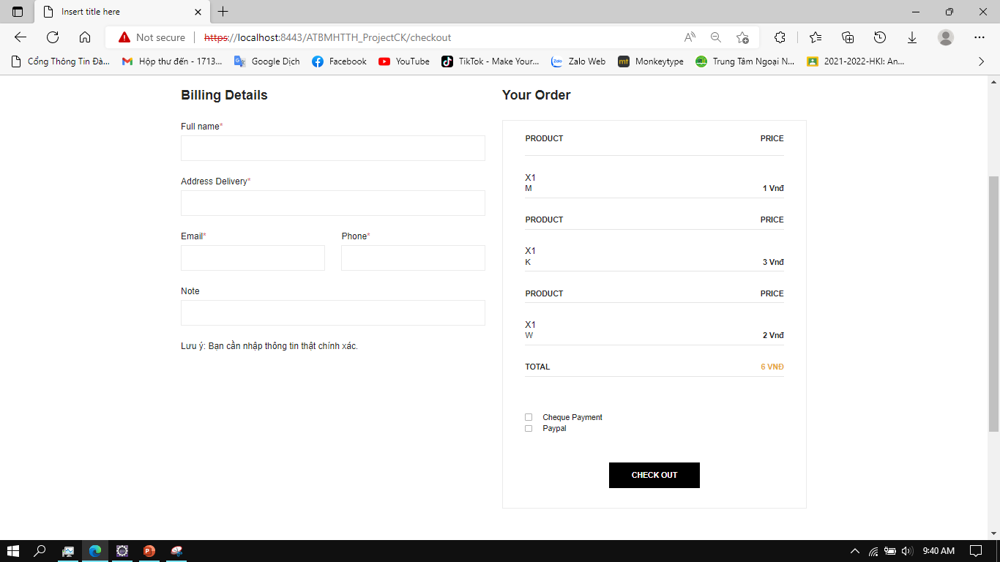 Insert title here
Not secure
https://localhost:8443/ATBMHTTH_ProjectCK/checkout
Cổng Thông Tin Đà...
Hộp thư đến - 1713...
Google Dịch
Facebook
YouTube
TikTok - Make Your...
Zalo
Zalo Web
mt
Monkeytype
Trung Tâm Ngoại N...
2021-2022-HKI: An...
Billing Details
Full name*
Address Delivery*
Email*
Phone*
Note
Lưu ý: Bạn cần nhập thông tin thật chính xác.
Your Order
PRODUCT PRICE
X1
M 1 Vnđ
PRODUCT PRICE
X1
K 3 Vnđ
PRODUCT PRICE
X1
W 2 Vnđ
TOTAL 6 VNĐ
Cheque Payment
Paypal
CHECK OUT
9:40 AM